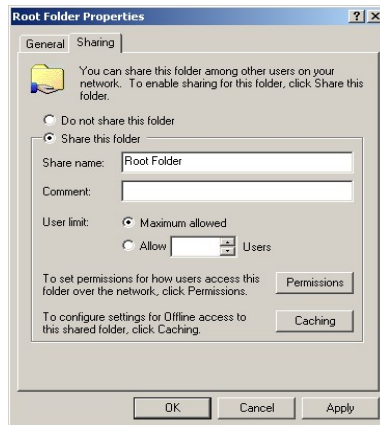 Root Folder Properties
General Sharing
You can share this folder among other users on your
network. To enable sharing for this folder, click Share this
folder.
Do not share this folder
Share this folder
Share name: Root Folder
Comment:
User limit: Maximum allowed
Allow Users
To set permissions for how users access this
folder over the network, click Permissions.
Permissions
To configure settings for Offline access to
this shared folder, click Caching.
Caching
OK Cancel Apply